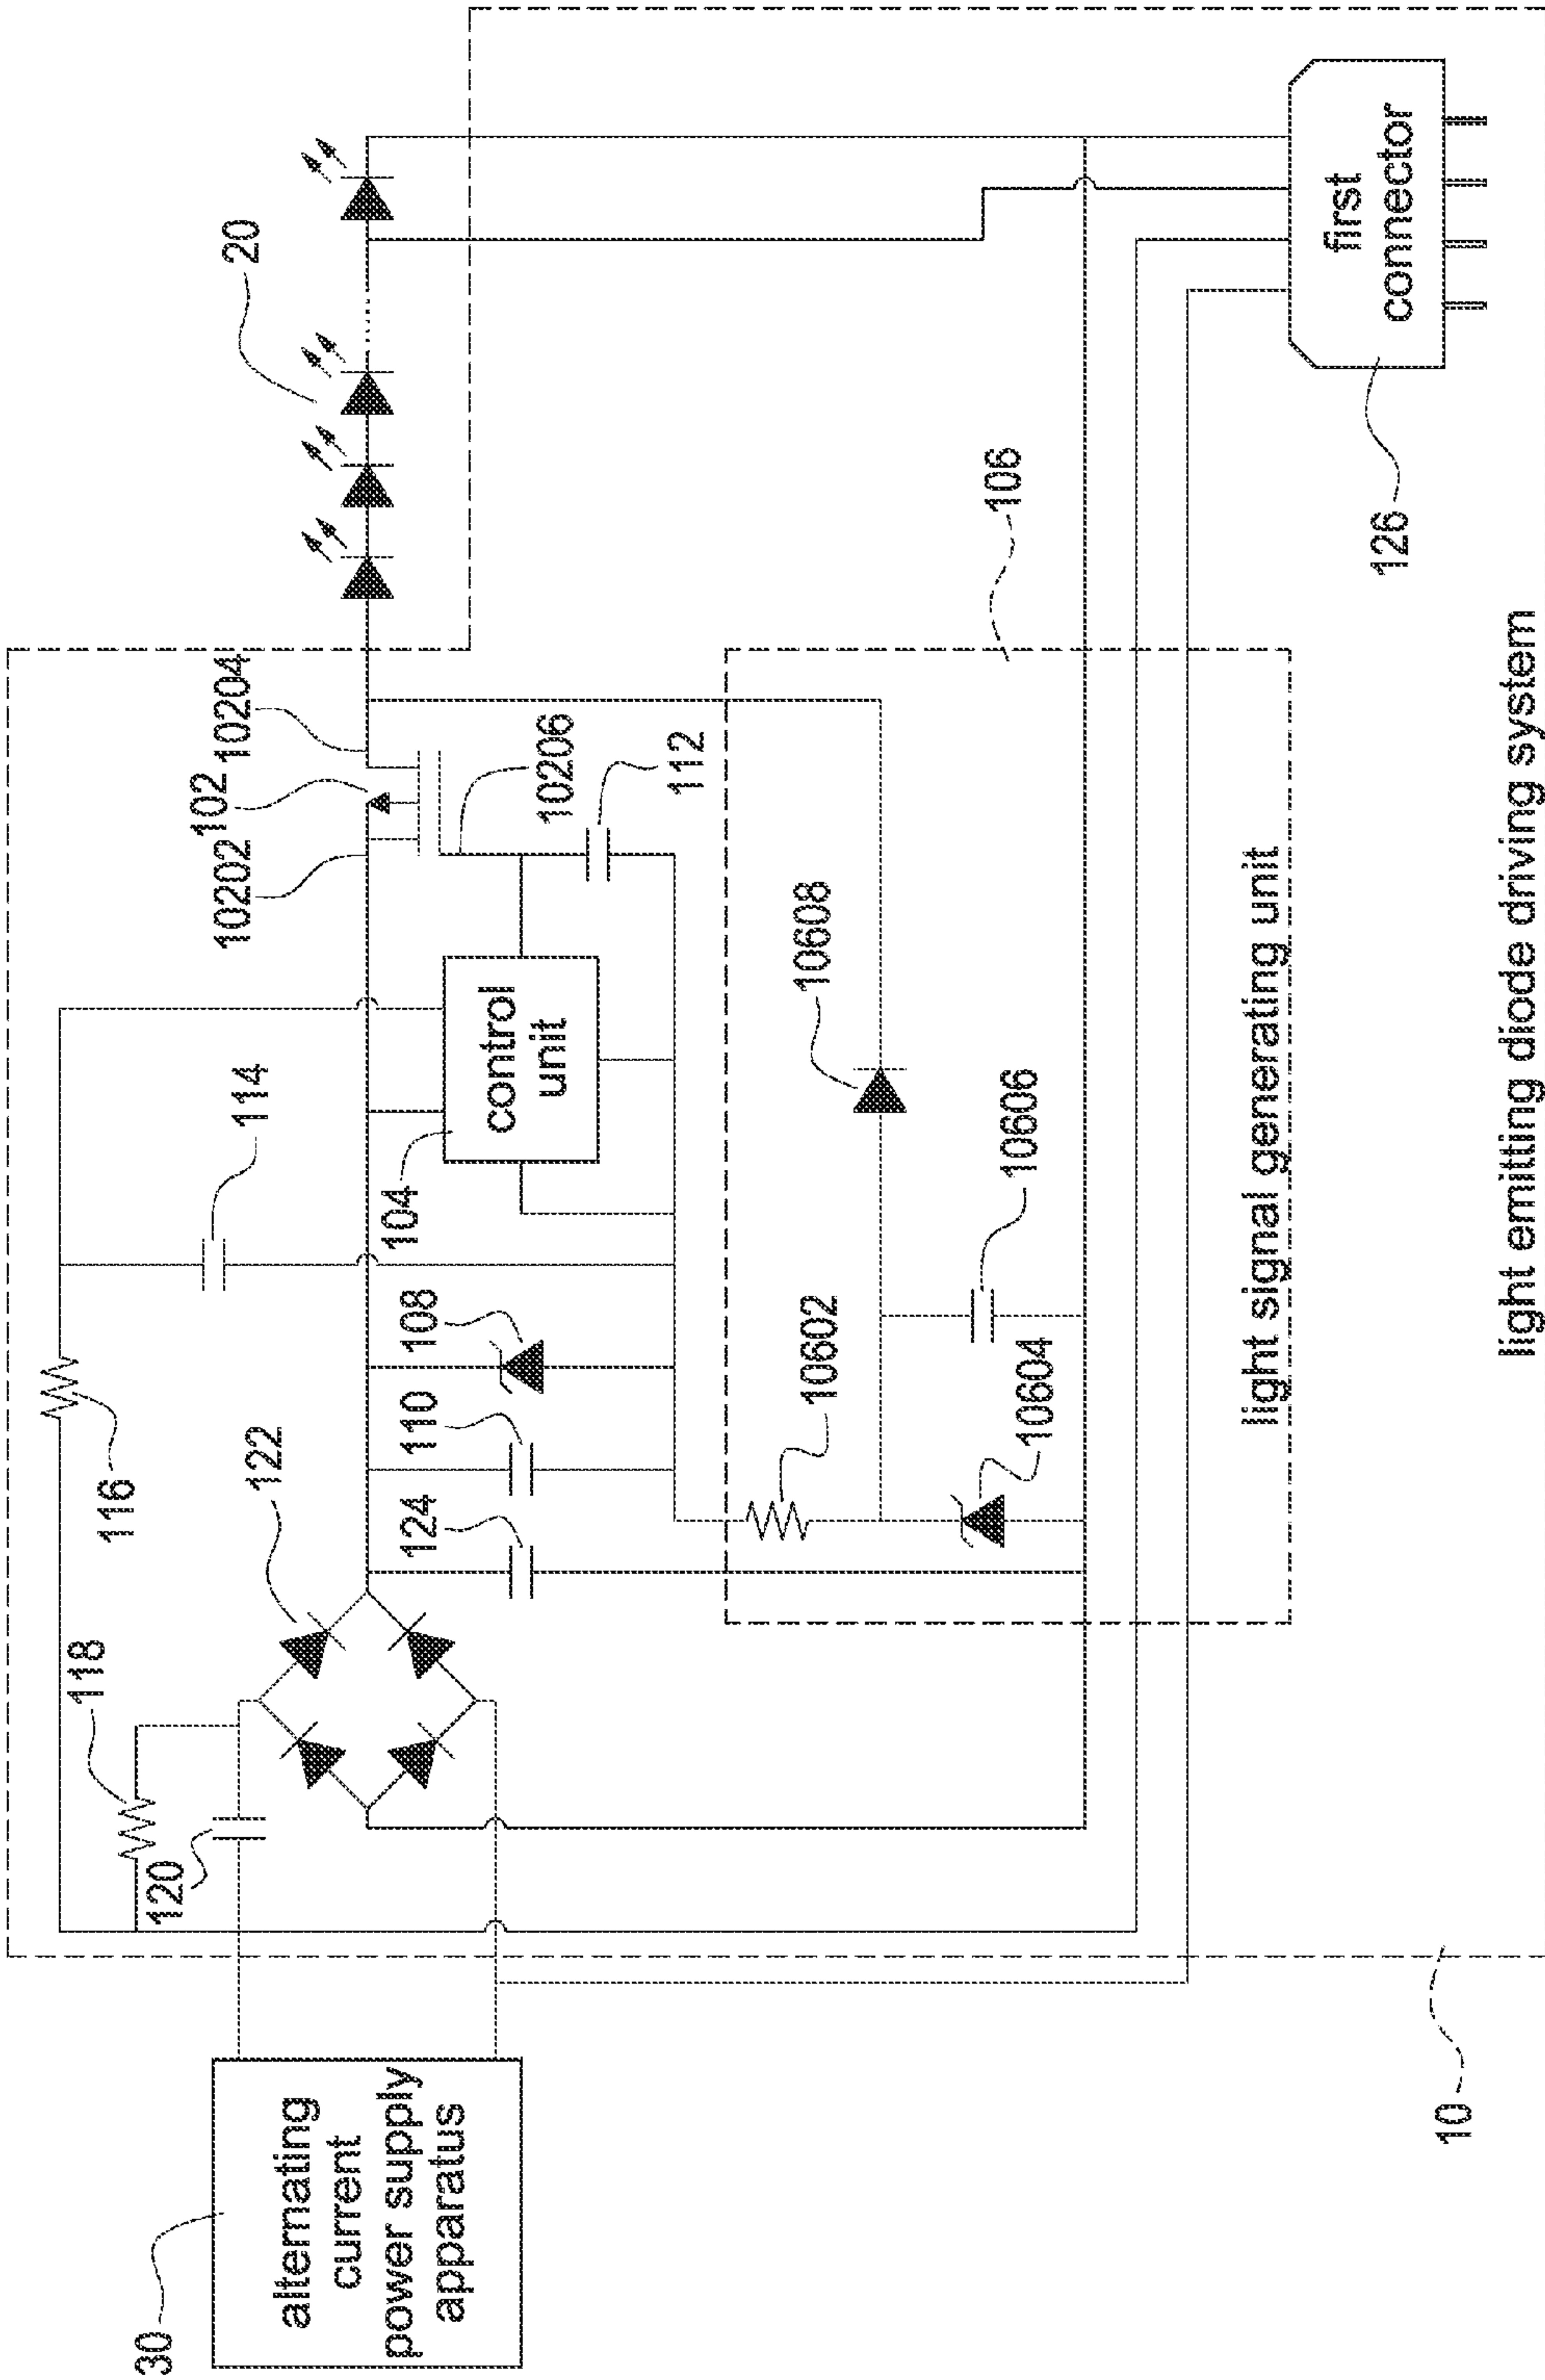 30
alternating
current
power supply
apparatus
10
118
120
116
122
124
110
108
114
104
control
unit
10202
102
10204
10206
112
20
10602
10604
10606
10608
106
light signal generating unit
126
first
connector
light emitting diode driving system